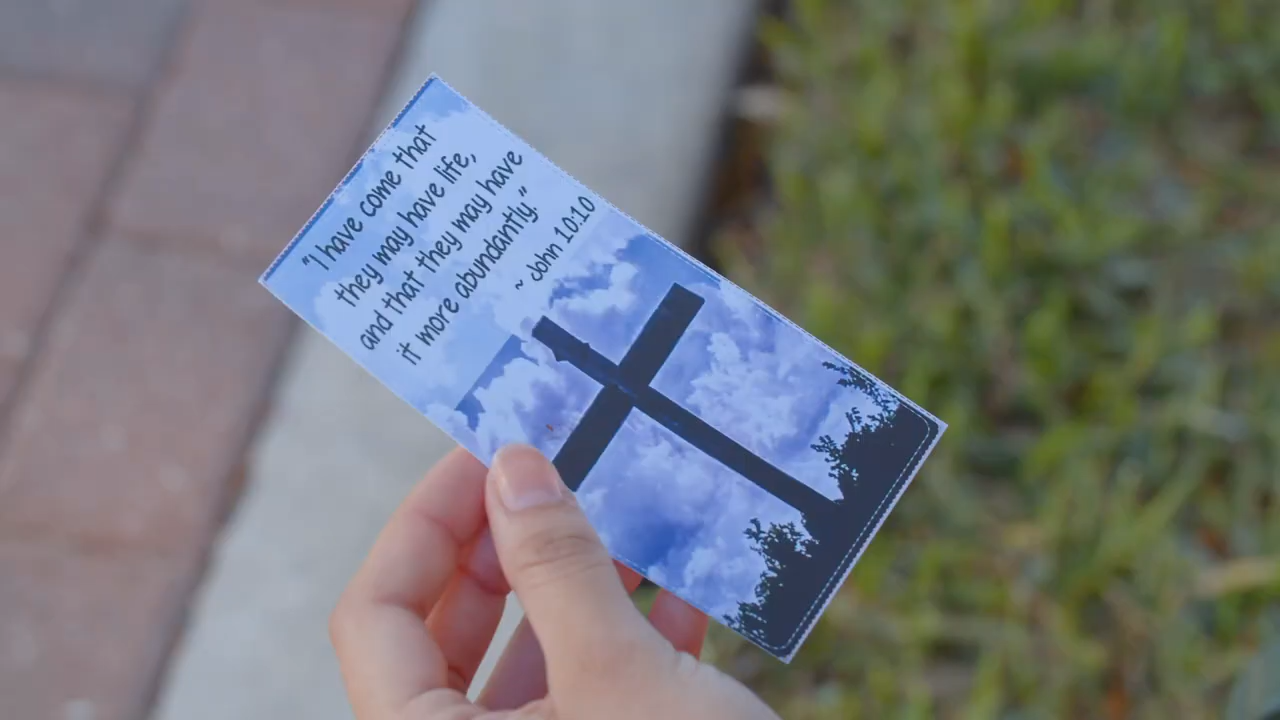 "I have come that
they may have life,
and that they may have
it more abundantly"
~ John 10:10